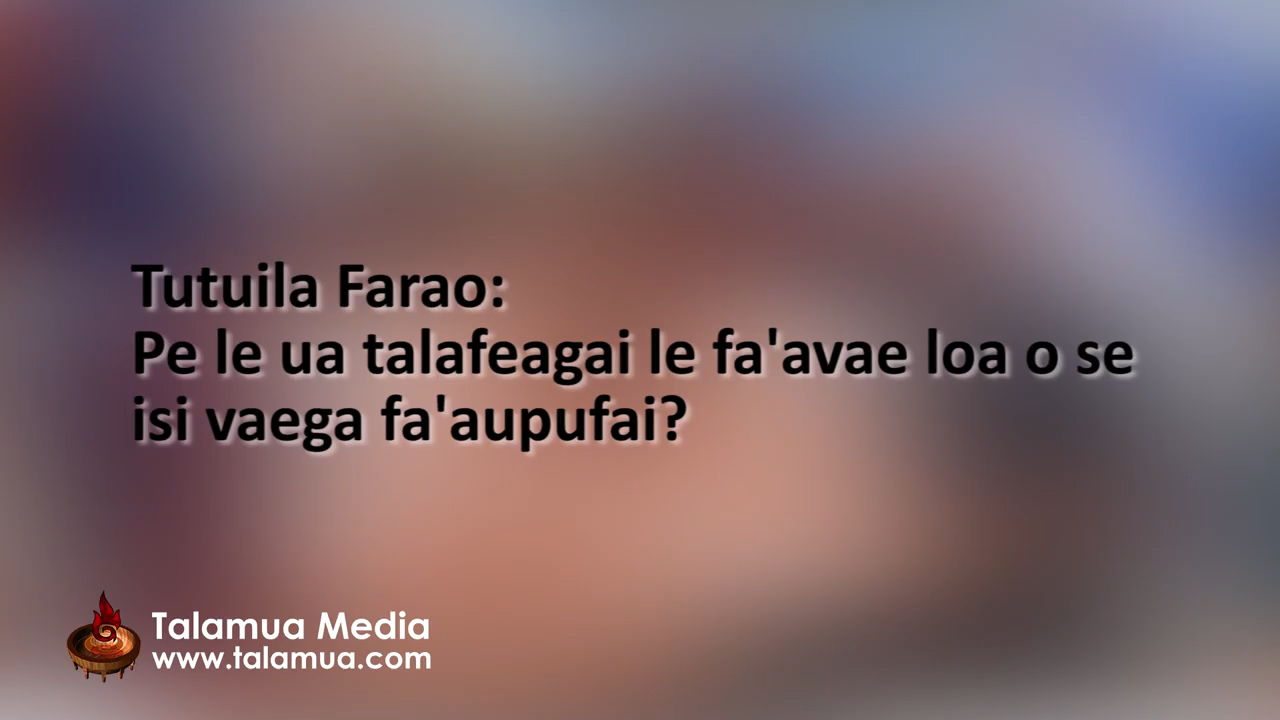 Tutuila Farao:
Pe le ua talafeagai le fa'avae loa o se
isi vaega fa'aupufai?
Talamua Media
www.talamua.com